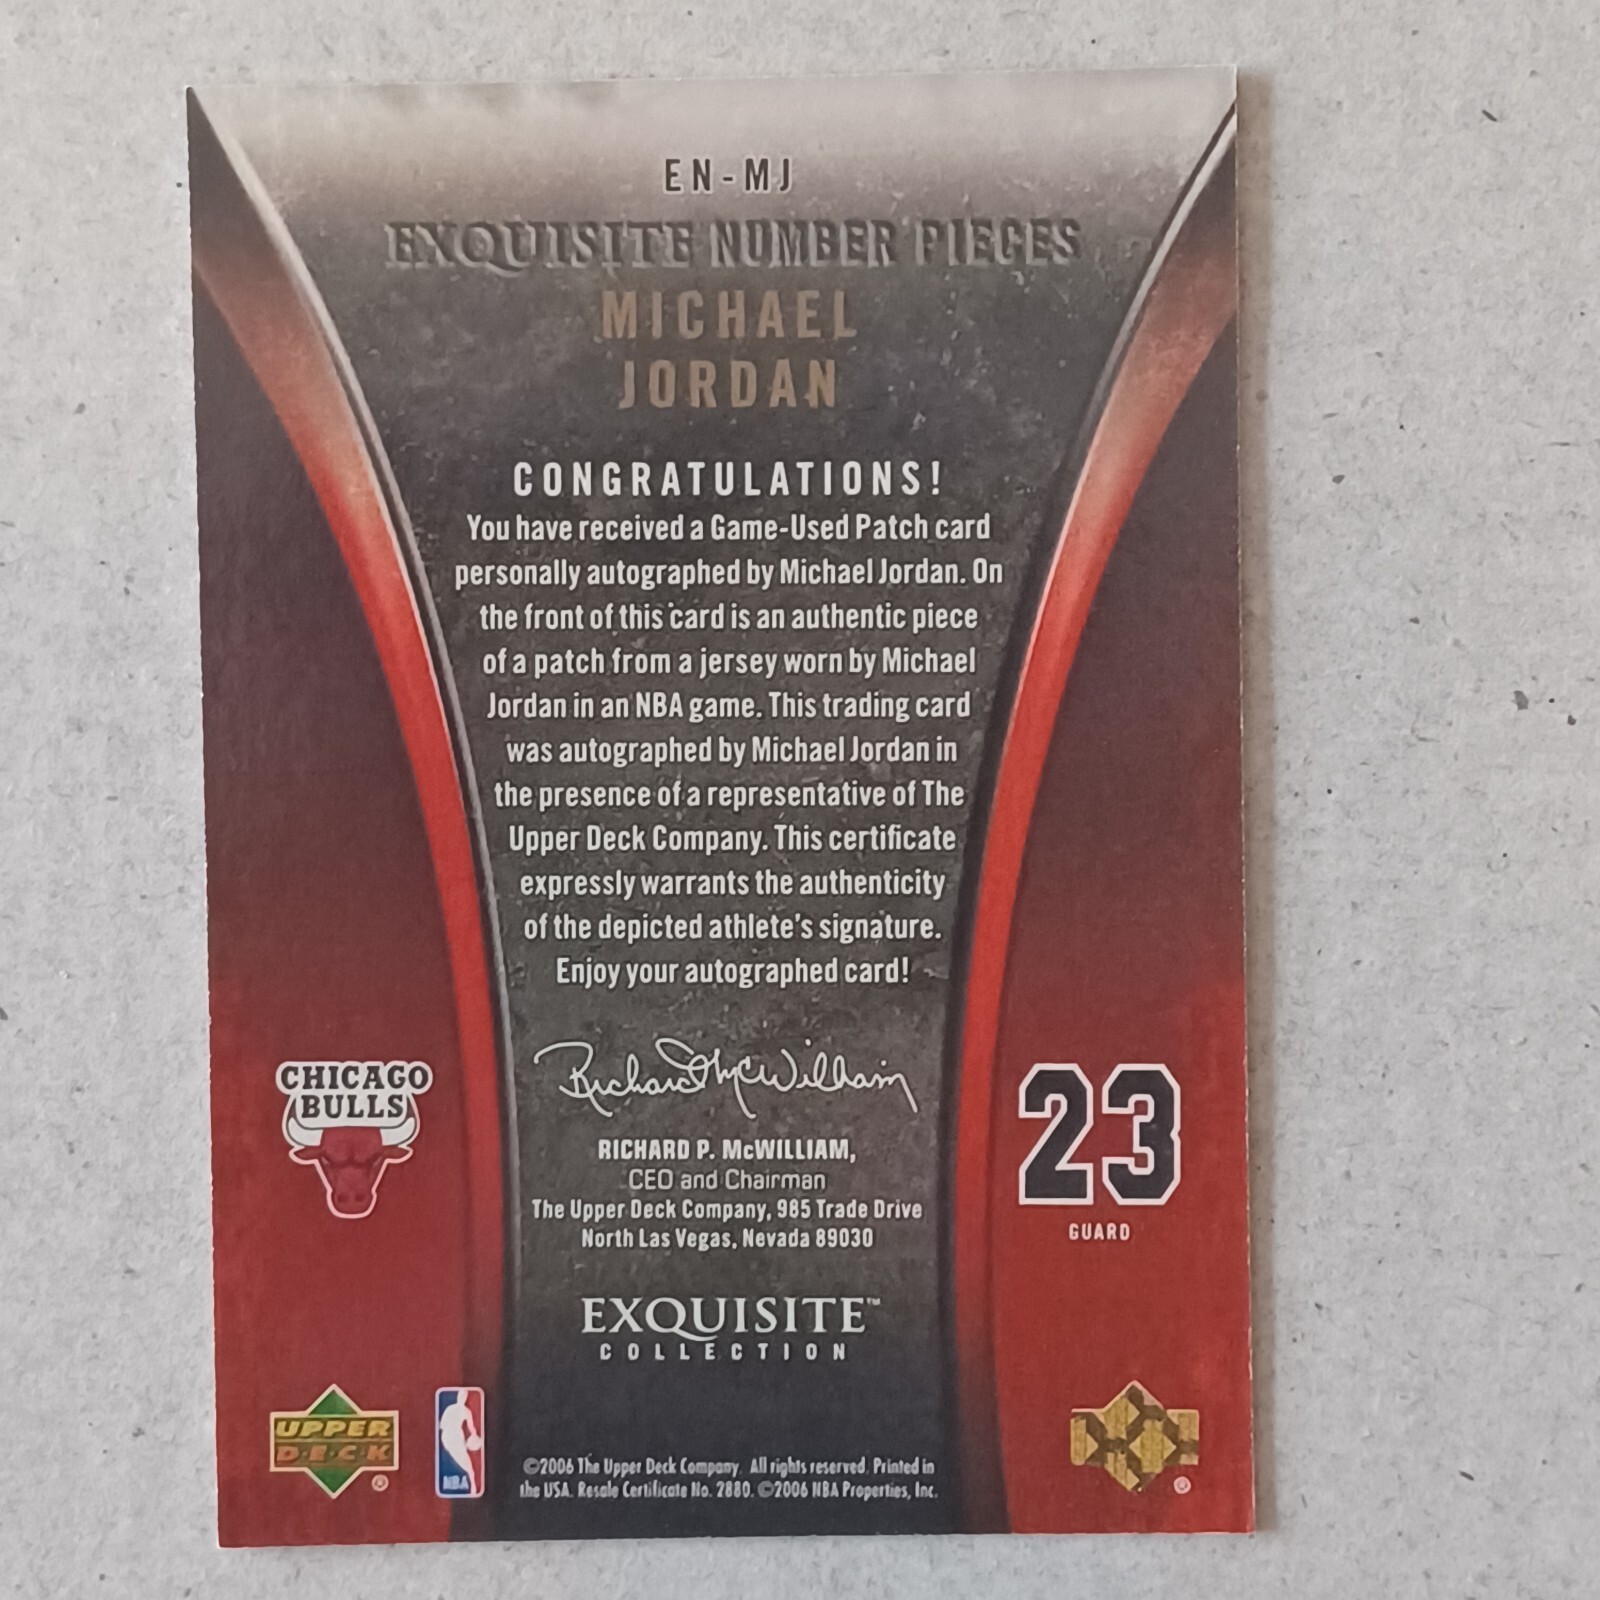 EN-MJ
EXQUISITE NUMBER PIECES
MICHAEL
JORDAN
CONGRATULATIONS!
You have received a Game-Used Patch card
personally autographed by Michael Jordan. On
the front of this card is an authentic piece
of a patch from a jersey worn by Michael
Jordan in an NBA game. This trading card
was autographed by Michael Jordan in
the presence of a representative of The
Upper Deck Company. This certificate
expressly warrants the authenticity
of the depicted athlete's signature.
Enjoy your autographed card!
Richard McWilliam
RICHARD P. McWILLIAM,
CEO and Chairman
The Upper Deck Company, 985 Trade Drive
North Las Vegas, Nevada 89030
CHICAGO
BULLS
23
GUARD
EXQUISITE™
COLLECTION
UPPER
D·E·C·K
®
NBA
®
©2006 The Upper Deck Company. All rights reserved. Printed in
the USA. Resale Certificate No. 2880. ©2006 NBA Properties, Inc.